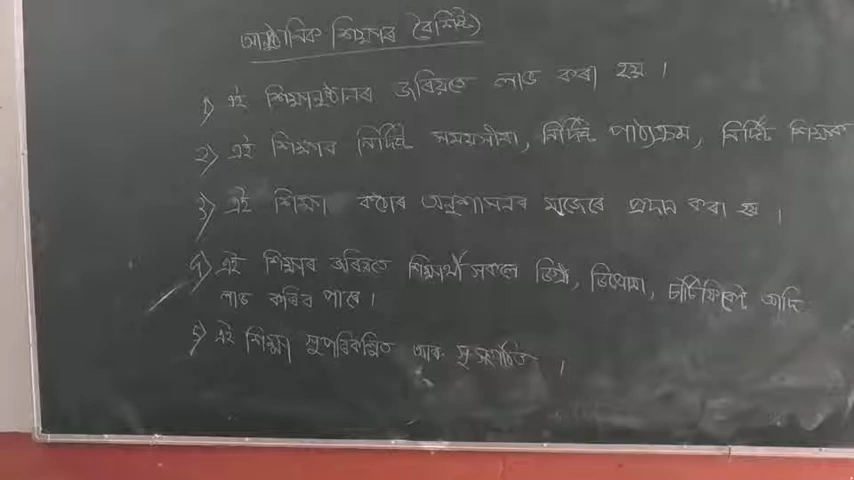 আনুষ্ঠানিক শিক্ষাৰ (বৈশিষ্ট)
১) এই শিক্ষানুষ্ঠানৰ জৰিয়তে লাভ কৰা হয় ।
২) এই শিক্ষাৰ নিৰ্দিষ্ট সময়সীমা, নিৰ্দিষ্ট পাঠ্যক্ৰম, নিৰ্দিষ্ট শিক্ষক
৩) এই শিক্ষা কঠোৰ অনুশাসনৰ মাজেৰে প্ৰদান কৰা হয় ।
৪) এই শিক্ষাৰ জৰিয়তে শিক্ষাৰ্থী সকলে ডিগ্ৰী, ডিপ্লোমা, চাৰ্টিফিকেট আদি
লাভ কৰিব পাৰে ।
৫) এই শিক্ষা সুপৰিকল্পিত আৰু সুসংগঠিত ।